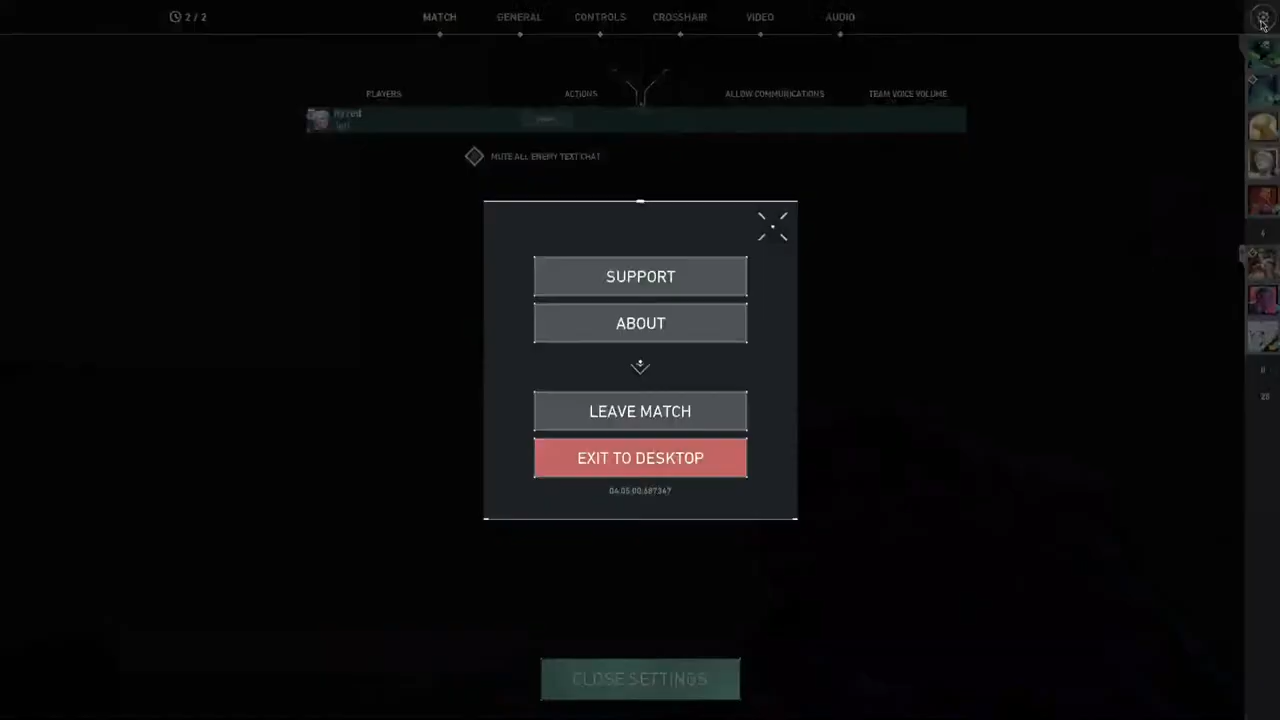 2 / 2
MATCH
GENERAL
CONTROLS
CROSSHAIR
VIDEO
AUDIO
PLAYERS
ACTIONS
ALLOW COMMUNICATIONS
TEAM VOICE VOLUME
MUTE ALL ENEMY TEXT CHAT
SUPPORT
ABOUT
LEAVE MATCH
EXIT TO DESKTOP
04.05.00.687347
CLOSE SETTINGS